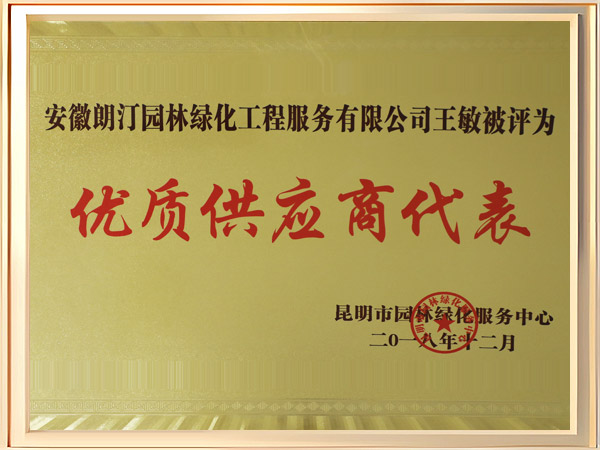 安徽朗汀园林绿化工程服务有限公司王敏被评为
优质供应商代表
昆明市园林绿化服务中心
二0一八年十二月